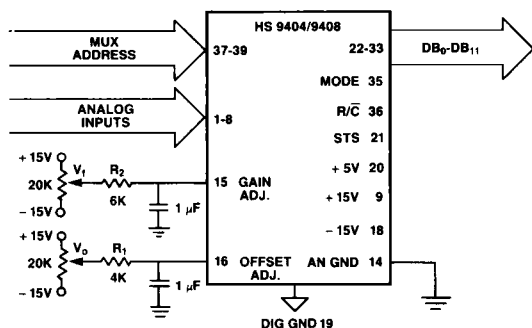 HS 9404/9408
MUX
ADDRESS
37-39
22-33
DB₀-DB₁₁
MODE 35
R/C̅ 36
ANALOG
INPUTS
1-8
STS 21
+5V 20
+15V 9
-15V 18
AN GND 14
+15V
20K
-15V
V_f
R₂
6K
1 µF
15 GAIN
ADJ.
+15V
20K
-15V
V_o
R₁
4K
1 µF
16 OFFSET
ADJ.
DIG GND 19